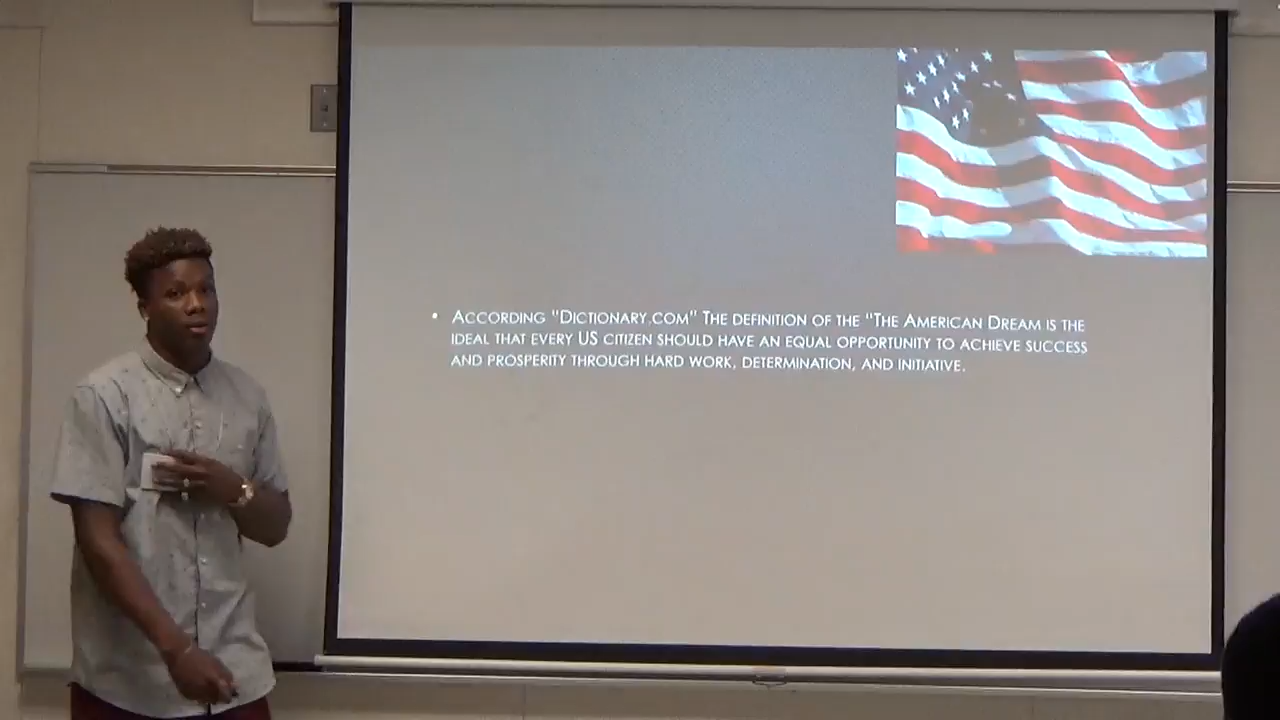 • According "Dictionary.com" The definition of the "The American Dream is the
ideal that every US citizen should have an equal opportunity to achieve success
and prosperity through hard work, determination, and initiative.